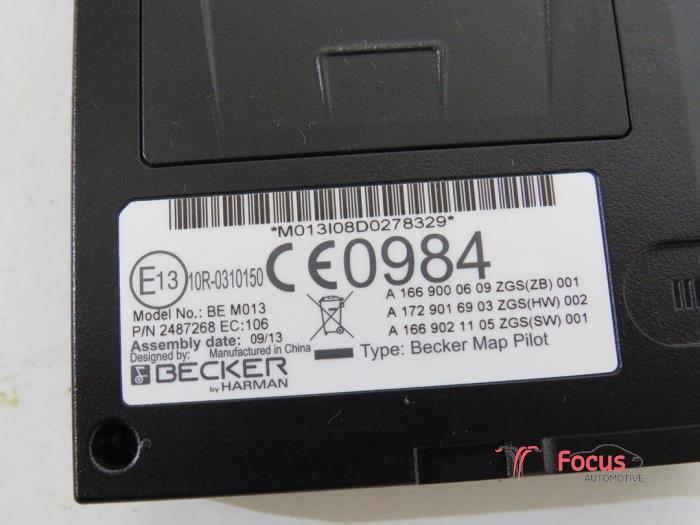 *M013I08D0278329*
E13 10R-0310150 CE0984
Model No.: BE M013
P/N 2487268 EC:106
Assembly date: 09/13
Designed by: Manufactured in China
BECKER
by HARMAN
A 166 900 06 09 ZGS(ZB) 001
A 172 901 69 03 ZGS(HW) 002
A 166 902 11 05 ZGS(SW) 001
Type: Becker Map Pilot
Focus
AUTOMOTIVE